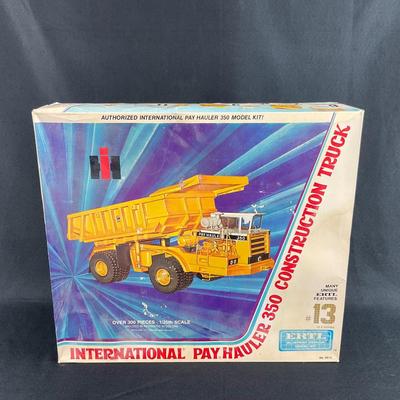 AUTHORIZED INTERNATIONAL PAY HAULER 350 MODEL KIT!
IH
PAY HAULER 350
INTERNATIONAL PAY HAULER 350 CONSTRUCTION TRUCK
OVER 300 PIECES - 1/25th SCALE
MANY
UNIQUE
ERTL
FEATURES
#13
ERTL